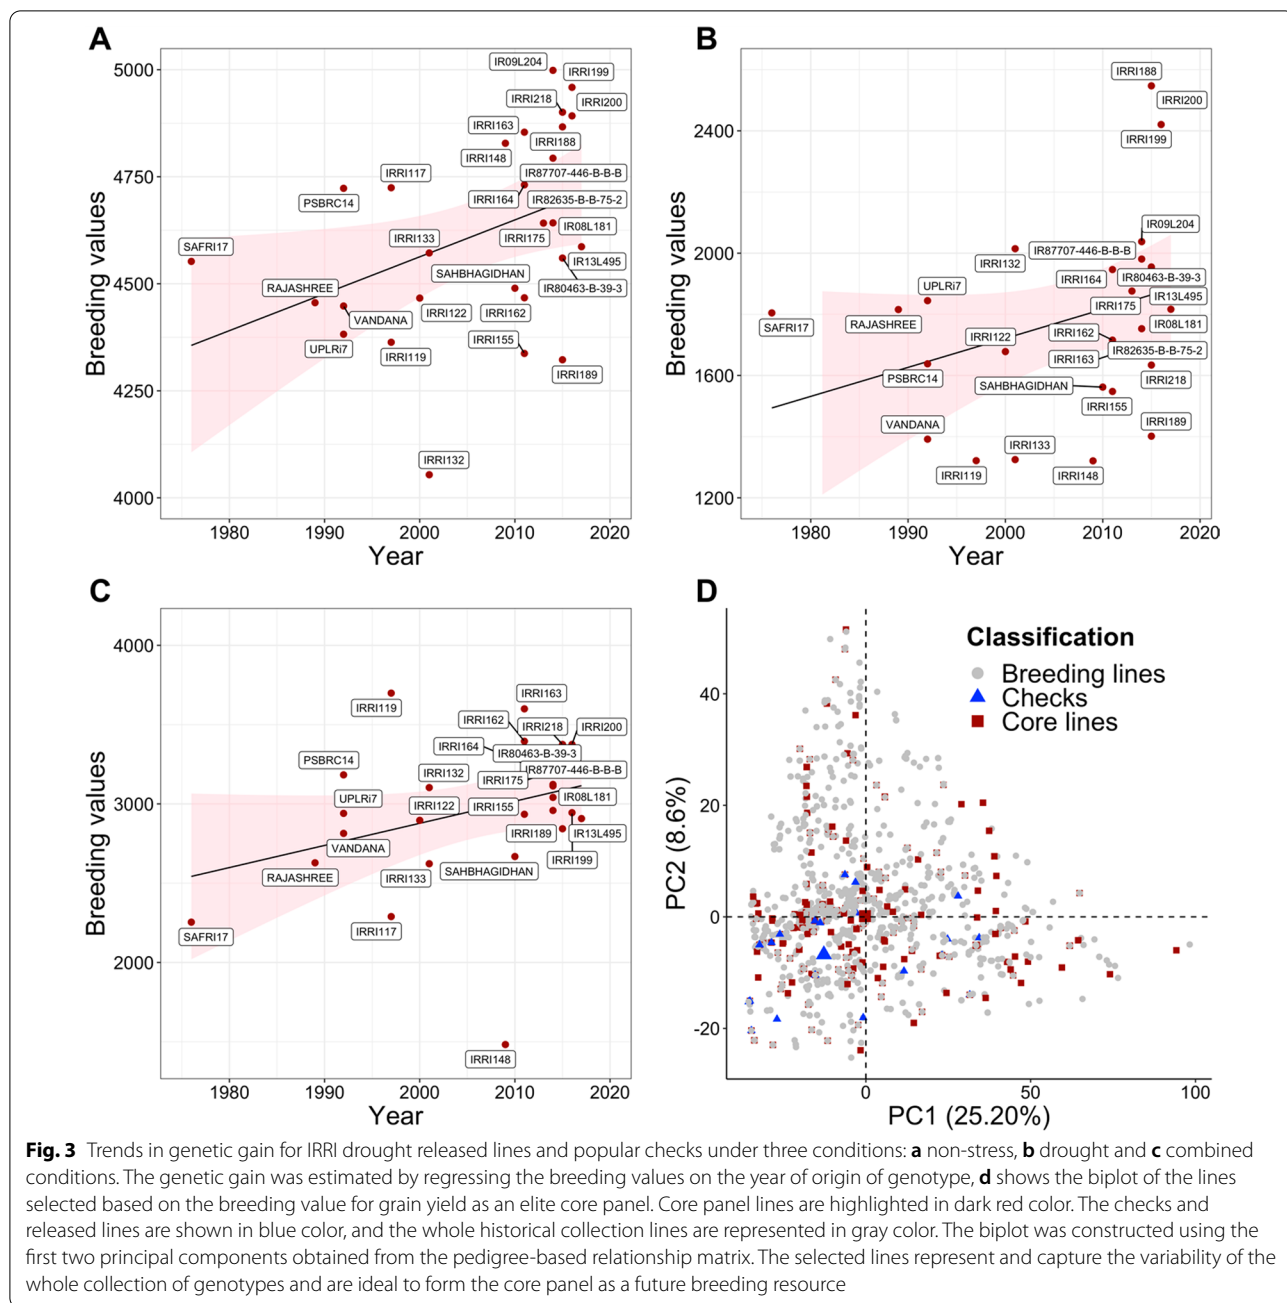 A
Breeding values
5000
4750
4500
4250
4000
IR09L204
IRRI199
IRRI218
IRRI200
IRRI163
IRRI188
IRRI148
IRRI117
IR87707-446-B-B-B
PSBRC14
IRRI164
IR82635-B-B-75-2
IR08L181
IRRI133
IRRI175
SAFRI17
IR13L495
SAHBHAGIDHAN
RAJASHREE
IR80463-B-39-3
IRRI122
IRRI162
VANDANA
IRRI155
UPLRi7
IRRI119
IRRI189
IRRI132
1980
1990
2000
2010
2020
Year
B
Breeding values
2400
2000
1600
1200
IRRI188
IRRI200
IRRI199
IR09L204
IR87707-446-B-B-B
IRRI132
IRRI164
IR80463-B-39-3
UPLRi7
IR13L495
IRRI175
SAFRI17
RAJASHREE
IR08L181
IRRI162
IRRI122
IR82635-B-B-75-2
IRRI163
PSBRC14
IRRI218
SAHBHAGIDHAN
IRRI155
VANDANA
IRRI189
IRRI133
IRRI119
IRRI148
1980
1990
2000
2010
2020
Year
C
Breeding values
4000
3000
2000
IRRI163
IRRI119
IRRI162
IRRI218
IRRI200
IRRI164
IR80463-B-39-3
PSBRC14
IR87707-446-B-B-B
IRRI132
IRRI175
UPLRi7
IR08L181
IRRI122
IRRI155
IRRI189
IR13L495
VANDANA
IRRI199
SAHBHAGIDHAN
RAJASHREE
IRRI133
SAFRI17
IRRI117
IRRI148
1980
1990
2000
2010
2020
Year
D
Classification
Breeding lines
Checks
Core lines
PC2 (8.6%)
40
20
0
-20
0
50
100
PC1 (25.20%)
Fig. 3 Trends in genetic gain for IRRI drought released lines and popular checks under three conditions: a non-stress, b drought and c combined
conditions. The genetic gain was estimated by regressing the breeding values on the year of origin of genotype, d shows the biplot of the lines
selected based on the breeding value for grain yield as an elite core panel. Core panel lines are highlighted in dark red color. The checks and
released lines are shown in blue color, and the whole historical collection lines are represented in gray color. The biplot was constructed using the
first two principal components obtained from the pedigree-based relationship matrix. The selected lines represent and capture the variability of the
whole collection of genotypes and are ideal to form the core panel as a future breeding resource